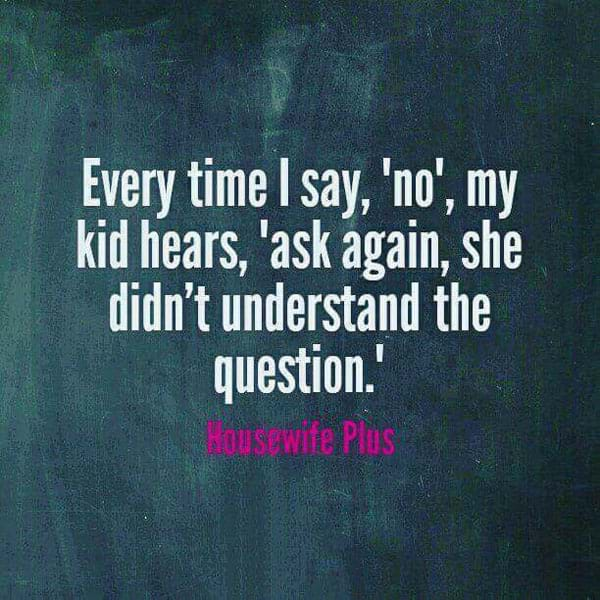 Every time I say, 'no', my
kid hears, 'ask again, she
didn’t understand the
question.'
Housewife Plus